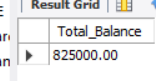 Result Grid
Total_Balance
825000.00